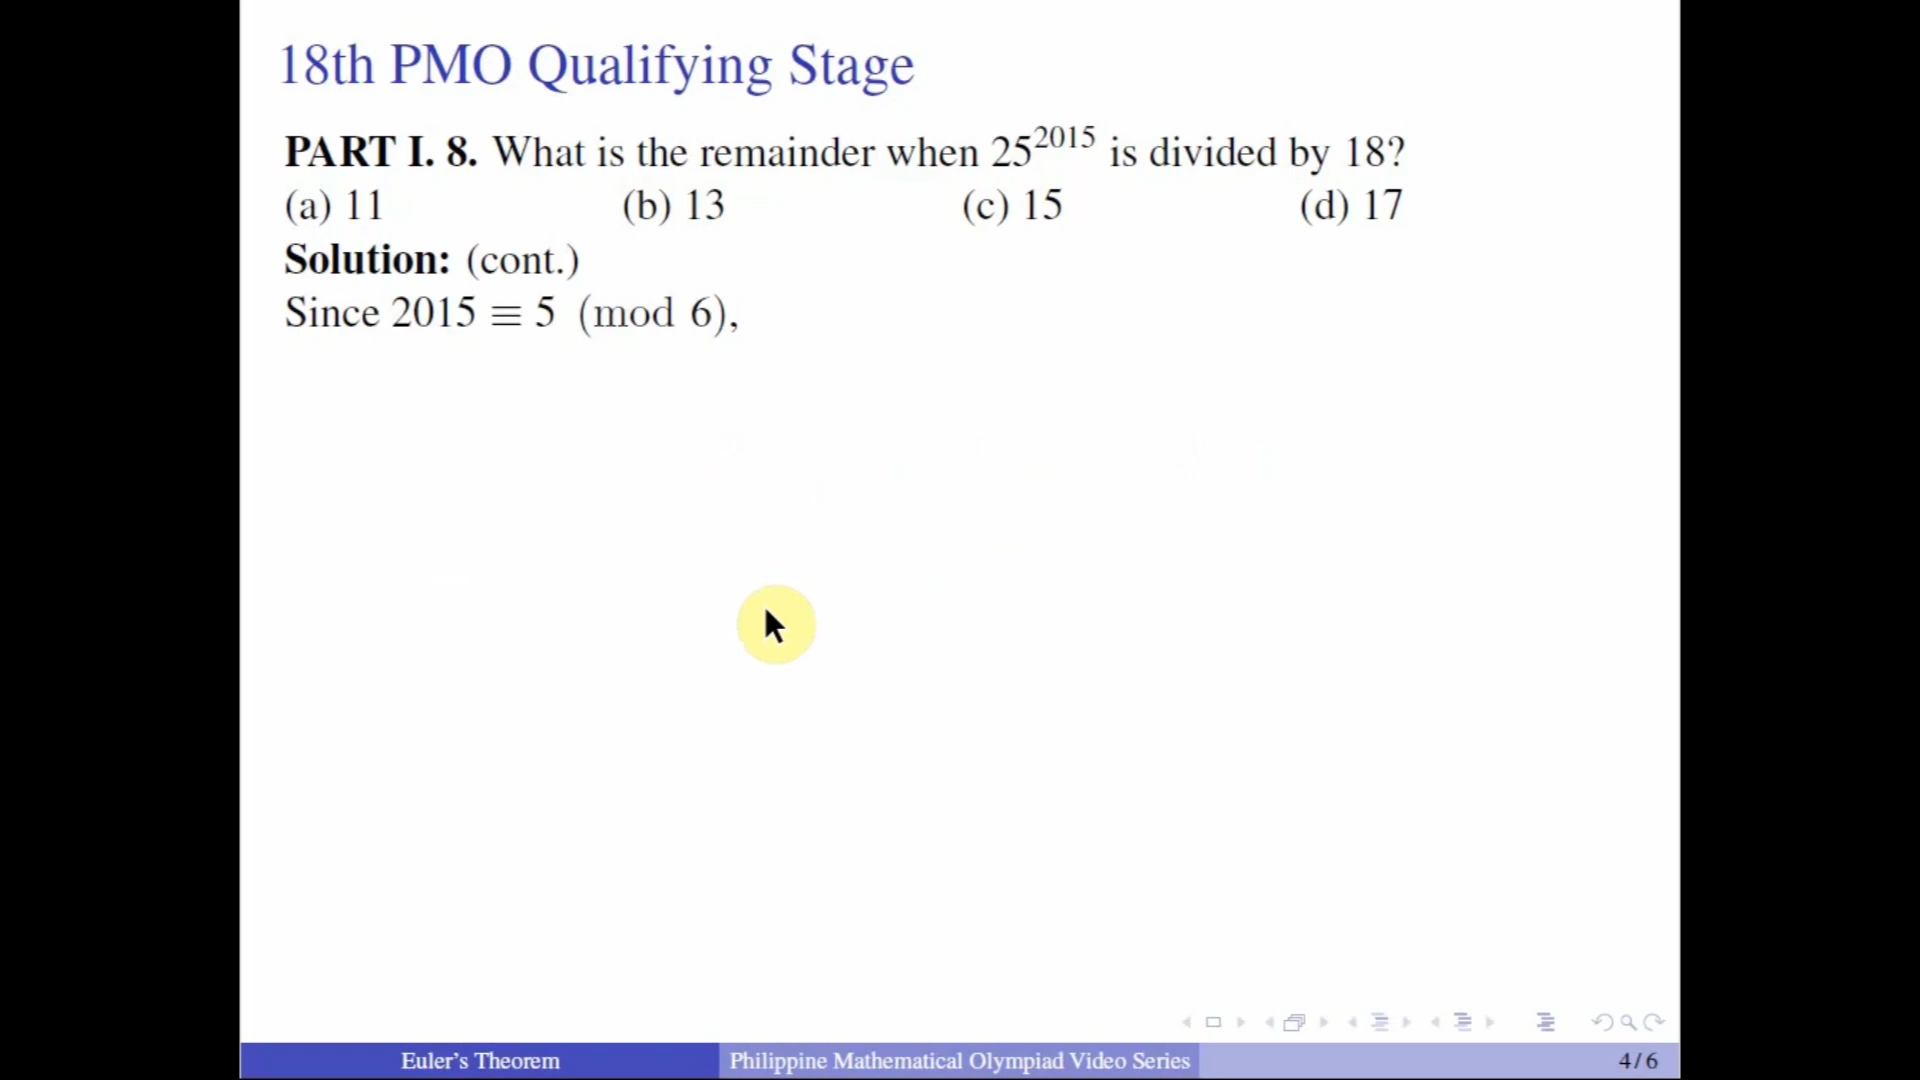 18th PMO Qualifying Stage
PART I. 8. What is the remainder when 25^2015 is divided by 18?
(a) 11 (b) 13 (c) 15 (d) 17
Solution: (cont.)
Since 2015 ≡ 5 (mod 6),
Euler's Theorem Philippine Mathematical Olympiad Video Series 4 / 6